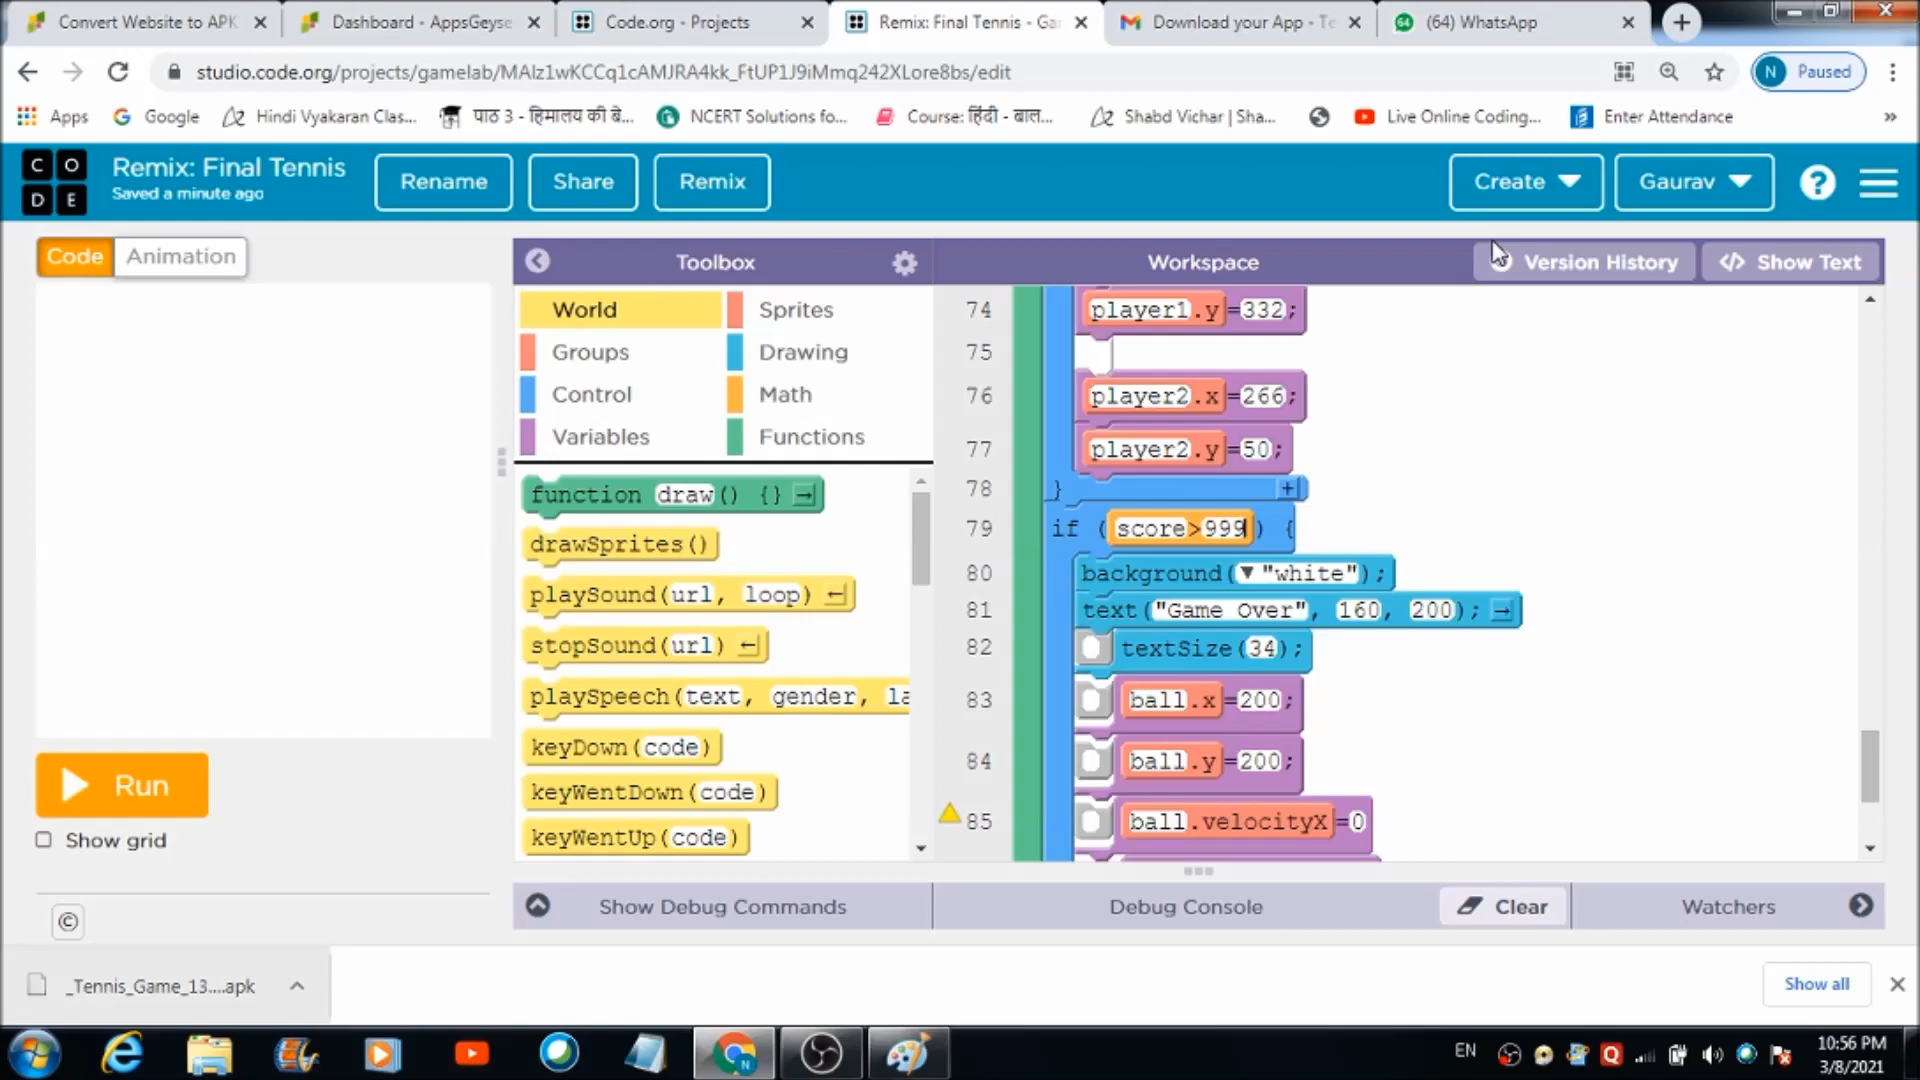 Convert Website to APK
Dashboard - AppsGeyse
Code.org - Projects
Remix: Final Tennis - Ga
Download your App - Te
(64) WhatsApp
studio.code.org/projects/gamelab/MAlz1wKCCq1cAMJRA4kk_FtUP1J9iMmq242XLore8bs/edit
N Paused
Apps
Google
Hindi Vyakaran Clas...
पाठ 3 - हिमालय की बे...
NCERT Solutions fo...
Course: हिंदी - बाल...
Shabd Vichar | Sha...
Live Online Coding...
Enter Attendance
»
C O
D E
Remix: Final Tennis
Saved a minute ago
Rename
Share
Remix
Create
Gaurav
?
Code
Animation
Toolbox
Workspace
Version History
</> Show Text
World
Sprites
Groups
Drawing
Control
Math
Variables
Functions
function draw() {}
drawSprites()
playSound(url, loop)
stopSound(url)
playSpeech(text, gender, la
keyDown(code)
keyWentDown(code)
keyWentUp(code)
74 player1.y=332;
75
76 player2.x=266;
77 player2.y=50;
78 } +
79 if (score>999) {
80 background("white");
81 text("Game Over", 160, 200);
82 textSize(34);
83 ball.x=200;
84 ball.y=200;
85 ball.velocityX=0
Run
Show grid
©
Show Debug Commands
Debug Console
Clear
Watchers
_Tennis_Game_13....apk
Show all
EN
10:56 PM
3/8/2021